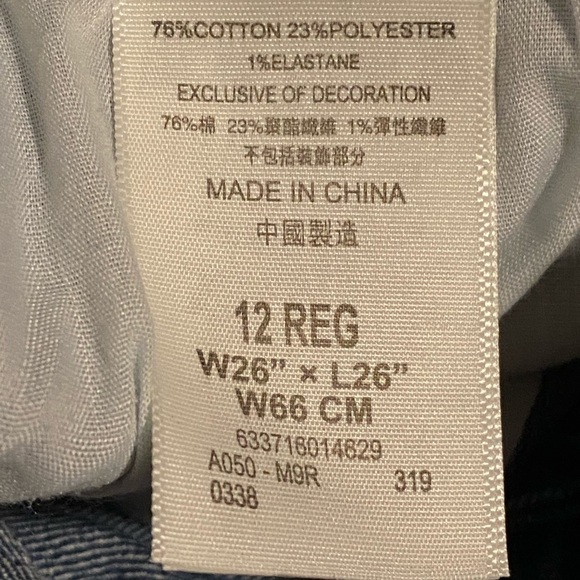 76%COTTON 23%POLYESTER
1%ELASTANE
EXCLUSIVE OF DECORATION
76%棉 23%聚酯纖維 1%彈性纖維
不包括裝飾部分
MADE IN CHINA
中國製造
12 REG
W26” × L26”
W66 CM
633716014629
A050 - M9R 319
0338